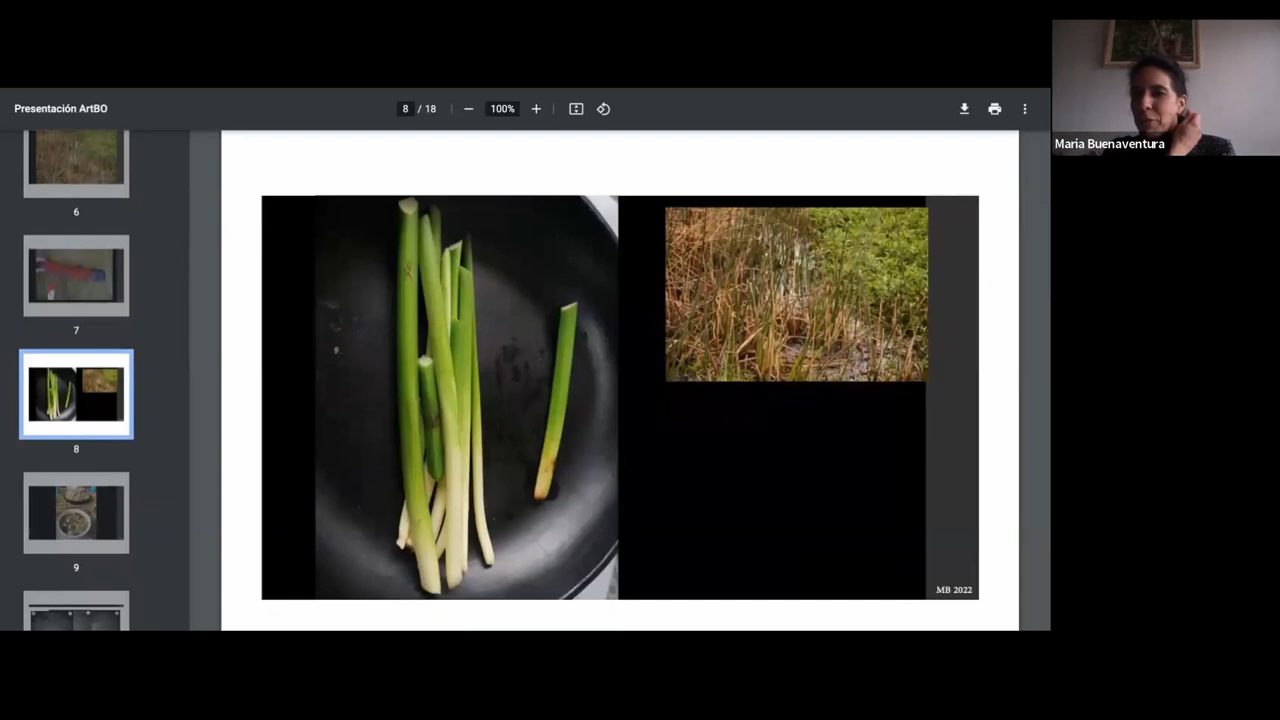 Presentación ArtBO
8 / 18
100%
Maria Buenaventura
6
7
8
9
MB 2022